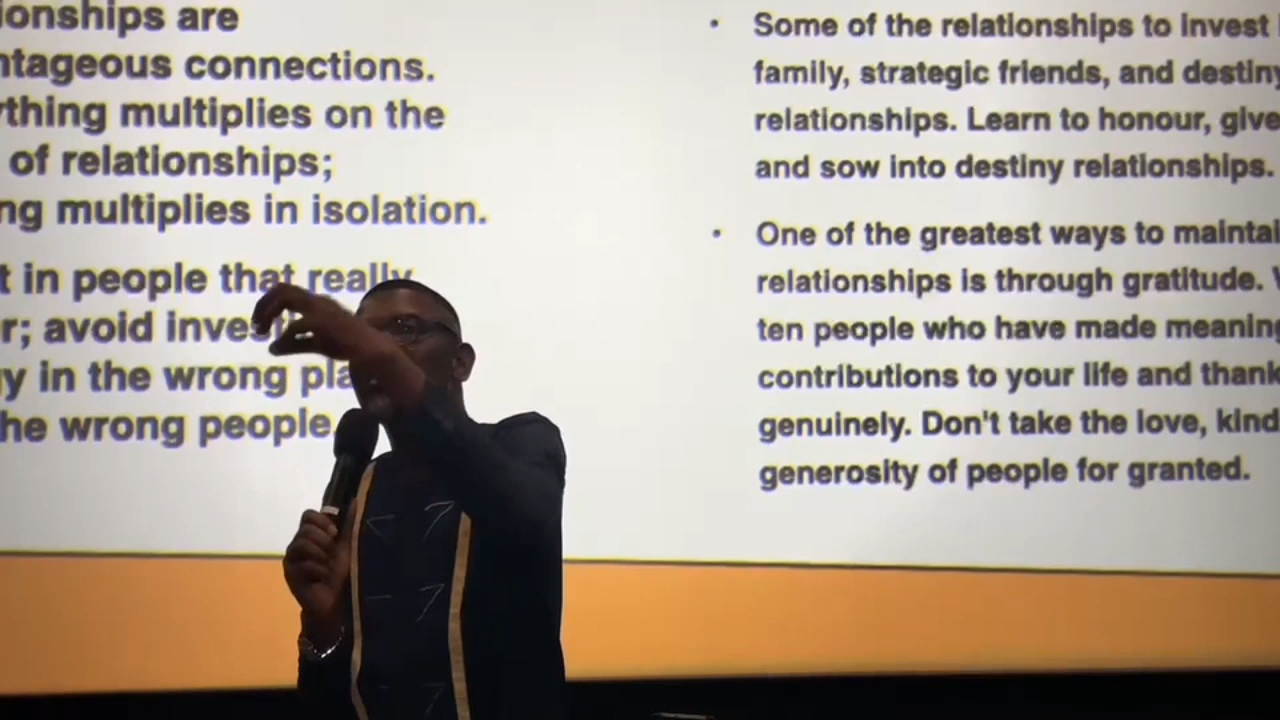 ionships are
ntageous connections.
ything multiplies on the
of relationships;
ng multiplies in isolation.
t in people that really
r; avoid invest
y in the wrong pla
he wrong people
• Some of the relationships to invest
family, strategic friends, and destiny
relationships. Learn to honour, give
and sow into destiny relationships.
• One of the greatest ways to maintai
relationships is through gratitude.
ten people who have made meaning
contributions to your life and thank
genuinely. Don't take the love, kind
generosity of people for granted.